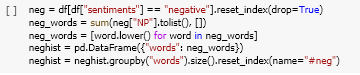 [ ] neg = df[df["sentiments"] == "negative"].reset_index(drop=True)
neg_words = sum(neg["NP"].tolist(), [])
neg_words = [word.lower() for word in neg_words]
neghist = pd.DataFrame({"words": neg_words})
neghist = neghist.groupby("words").size().reset_index(name="#neg")